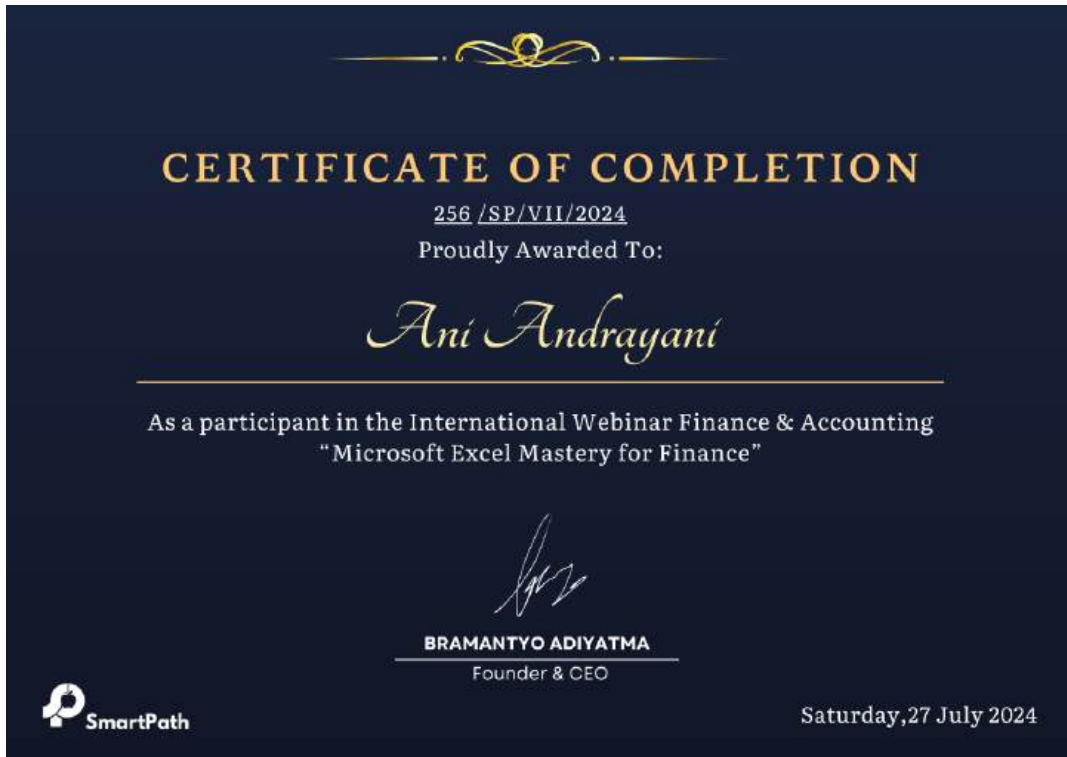 CERTIFICATE OF COMPLETION
256 /SP/VII/2024
Proudly Awarded To:
Ani Andrayani
As a participant in the International Webinar Finance & Accounting
“Microsoft Excel Mastery for Finance”
BRAMANTYO ADIYATMA
Founder & CEO
SmartPath
Saturday,27 July 2024